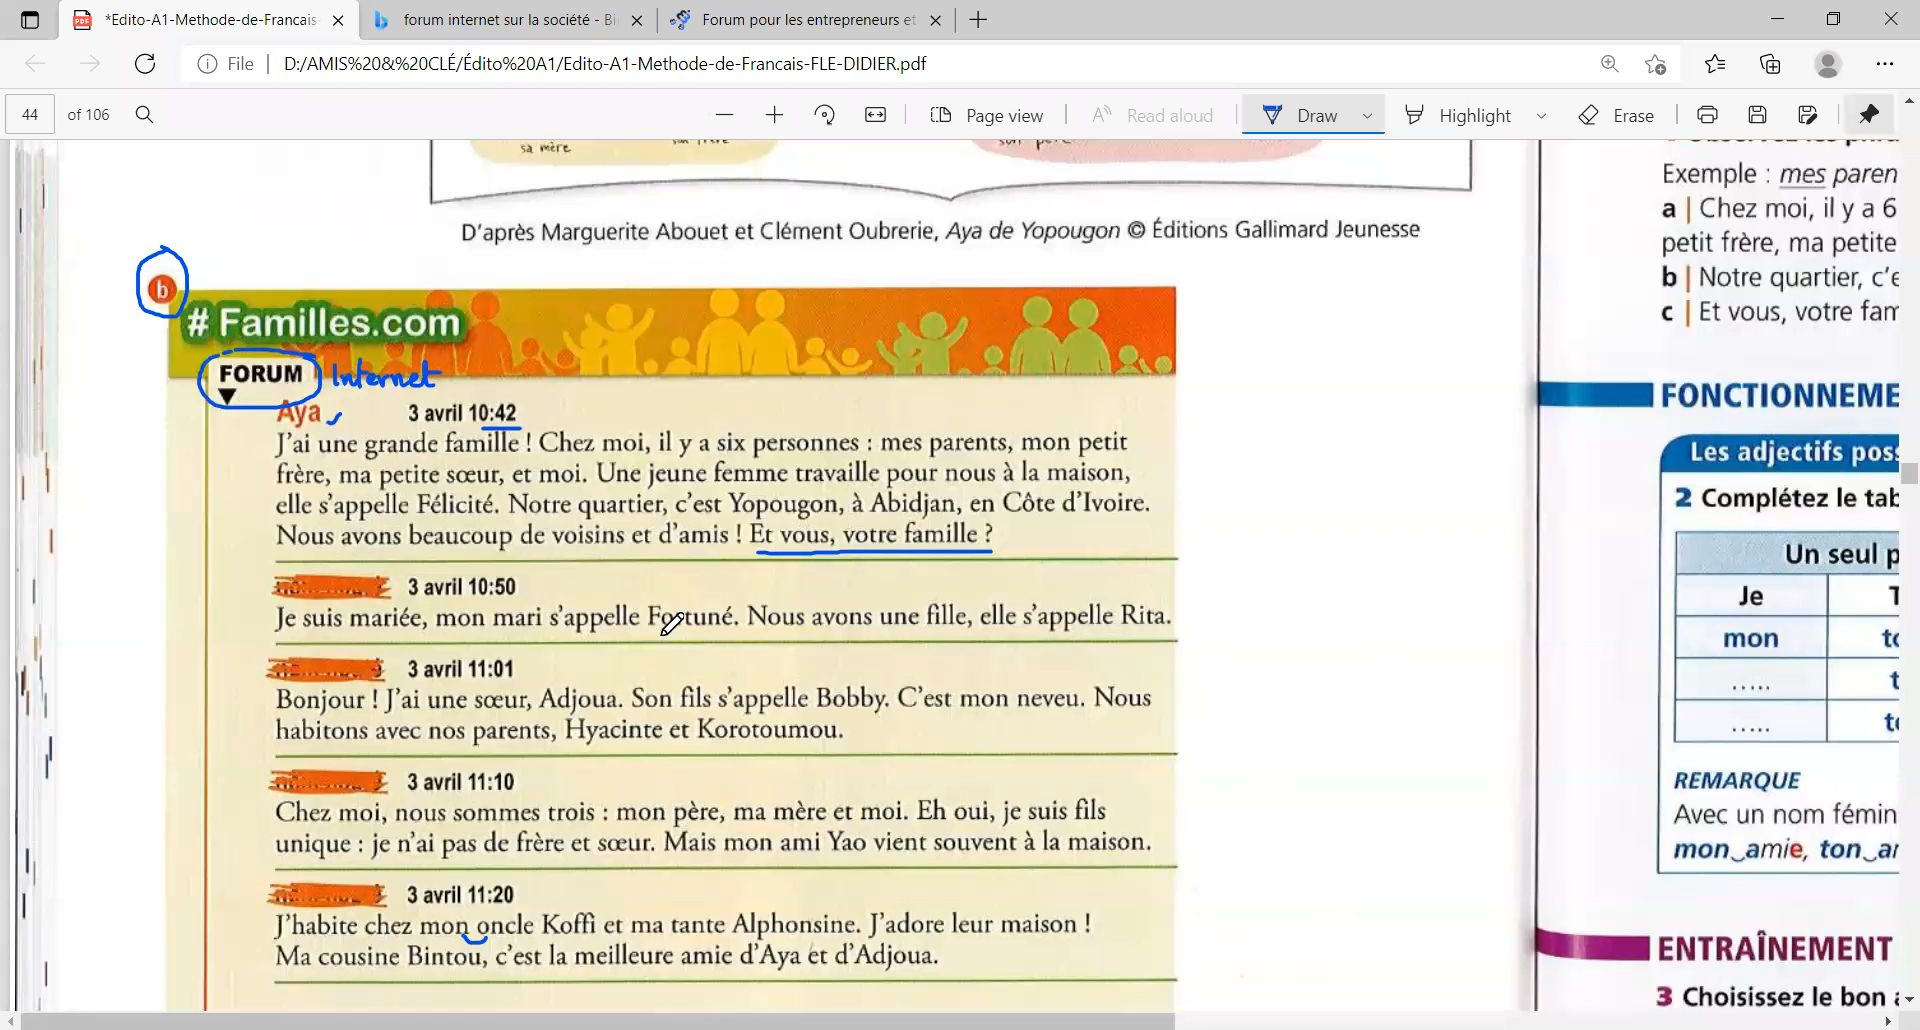 *Edito-A1-Methode-de-Francais
forum internet sur la société - Bi
Forum pour les entrepreneurs et
File
D:/AMIS%20&%20CLÉ/Édito%20A1/Edito-A1-Methode-de-Francais-FLE-DIDIER.pdf
44 of 106
Page view
Read aloud
Draw
Highlight
Erase
sa mère
D'après Marguerite Abouet et Clément Oubrerie, Aya de Yopougon © Éditions Gallimard Jeunesse
b
# Familles.com
FORUM Internet
Aya 3 avril 10:42
J'ai une grande famille ! Chez moi, il y a six personnes : mes parents, mon petit
frère, ma petite sœur, et moi. Une jeune femme travaille pour nous à la maison,
elle s'appelle Félicité. Notre quartier, c'est Yopougon, à Abidjan, en Côte d'Ivoire.
Nous avons beaucoup de voisins et d'amis ! Et vous, votre famille ?
3 avril 10:50
Je suis mariée, mon mari s'appelle Fortuné. Nous avons une fille, elle s'appelle Rita.
3 avril 11:01
Bonjour ! J'ai une sœur, Adjoua. Son fils s'appelle Bobby. C'est mon neveu. Nous
habitons avec nos parents, Hyacinte et Korotoumou.
3 avril 11:10
Chez moi, nous sommes trois : mon père, ma mère et moi. Eh oui, je suis fils
unique : je n'ai pas de frère et sœur. Mais mon ami Yao vient souvent à la maison.
3 avril 11:20
J'habite chez mon oncle Koffi et ma tante Alphonsine. J'adore leur maison !
Ma cousine Bintou, c'est la meilleure amie d'Aya et d'Adjoua.
Exemple : mes paren
a | Chez moi, il y a 6
petit frère, ma petite
b | Notre quartier, c'e
c | Et vous, votre fam
FONCTIONNEME
Les adjectifs poss
2 Complétez le tab
Un seul p
Je T
mon to
..... t
..... to
REMARQUE
Avec un nom fémin
mon‿amie, ton‿a
ENTRAÎNEMENT
3 Choisissez le bon a